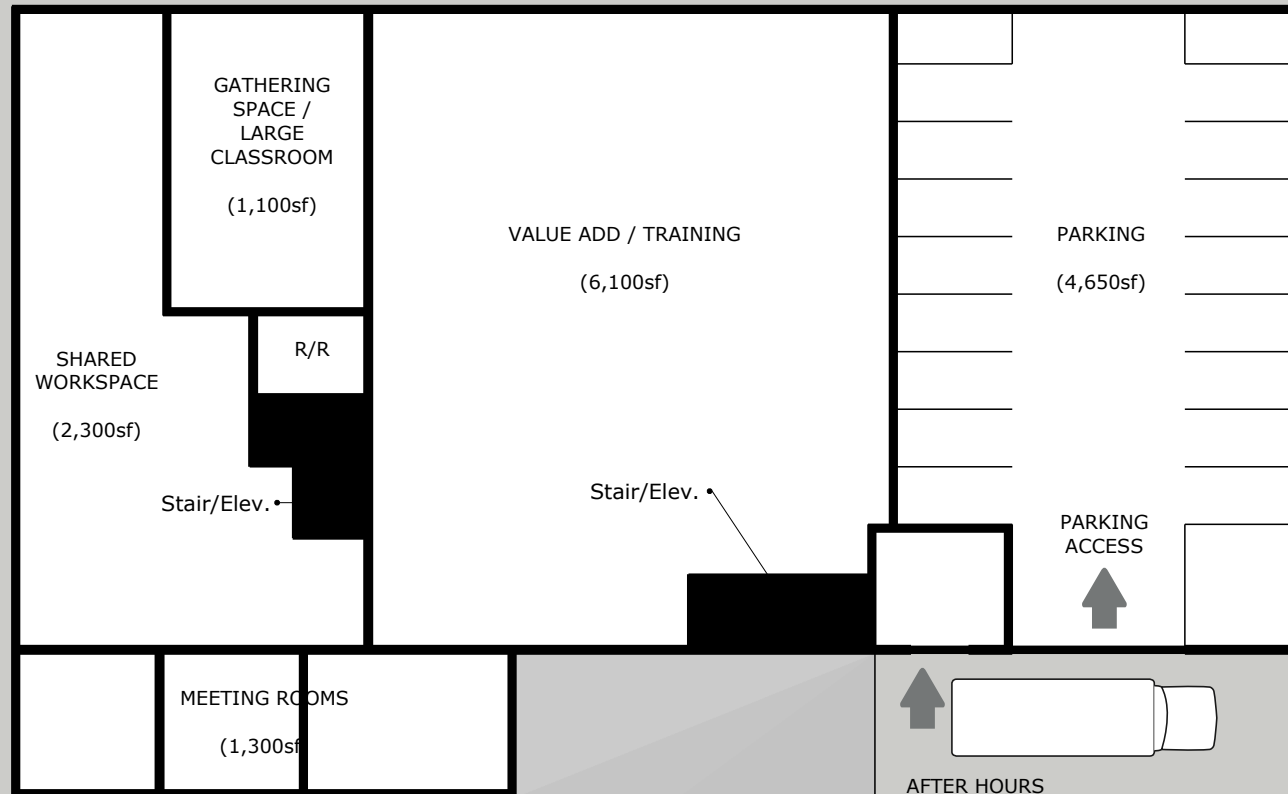 GATHERING
SPACE /
LARGE
CLASSROOM
(1,100sf)
VALUE ADD / TRAINING
(6,100sf)
PARKING
(4,650sf)
R/R
SHARED
WORKSPACE
(2,300sf)
Stair/Elev.
Stair/Elev.
PARKING
ACCESS
MEETING ROOMS
(1,300sf
AFTER HOURS